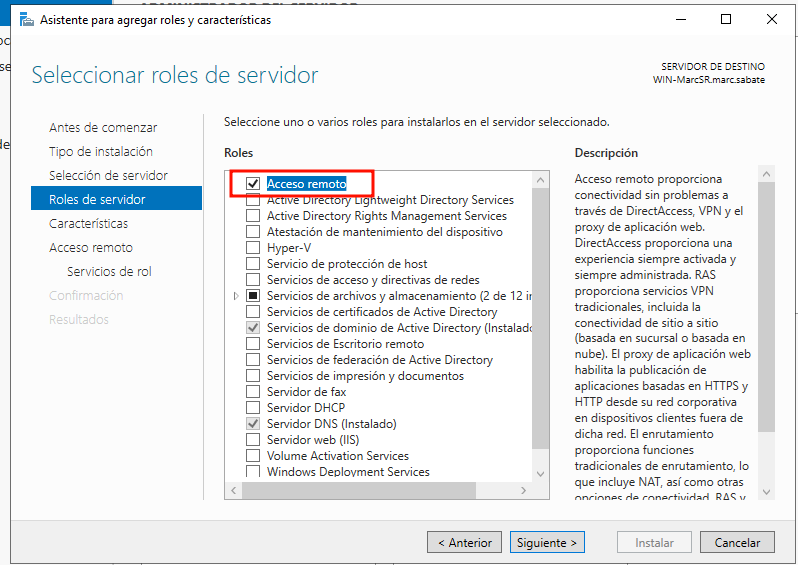 Asistente para agregar roles y características
Seleccionar roles de servidor
SERVIDOR DE DESTINO
WIN-MarcSR.marc.sabate
Antes de comenzar
Tipo de instalación
Selección de servidor
Roles de servidor
Características
Acceso remoto
Servicios de rol
Confirmación
Resultados
Seleccione uno o varios roles para instalarlos en el servidor seleccionado.
Roles
Acceso remoto
Active Directory Lightweight Directory Services
Active Directory Rights Management Services
Atestación de mantenimiento del dispositivo
Hyper-V
Servicio de protección de host
Servicios de acceso y directivas de redes
Servicios de archivos y almacenamiento (2 de 12 in
Servicios de certificados de Active Directory
Servicios de dominio de Active Directory (Instalado
Servicios de Escritorio remoto
Servicios de federación de Active Directory
Servicios de impresión y documentos
Servidor de fax
Servidor DHCP
Servidor DNS (Instalado)
Servidor web (IIS)
Volume Activation Services
Windows Deployment Services
Descripción
Acceso remoto proporciona
conectividad sin problemas a
través de DirectAccess, VPN y el
proxy de aplicación web.
DirectAccess proporciona una
experiencia siempre activada y
siempre administrada. RAS
proporciona servicios VPN
tradicionales, incluida la
conectividad de sitio a sitio
(basada en sucursal o basada en
nube). El proxy de aplicación web
habilita la publicación de
aplicaciones basadas en HTTPS y
HTTP desde su red corporativa
en dispositivos clientes fuera de
dicha red. El enrutamiento
proporciona funciones
tradicionales de enrutamiento, lo
que incluye NAT, así como otras
opciones de conectividad. RAS y
< Anterior
Siguiente >
Instalar
Cancelar